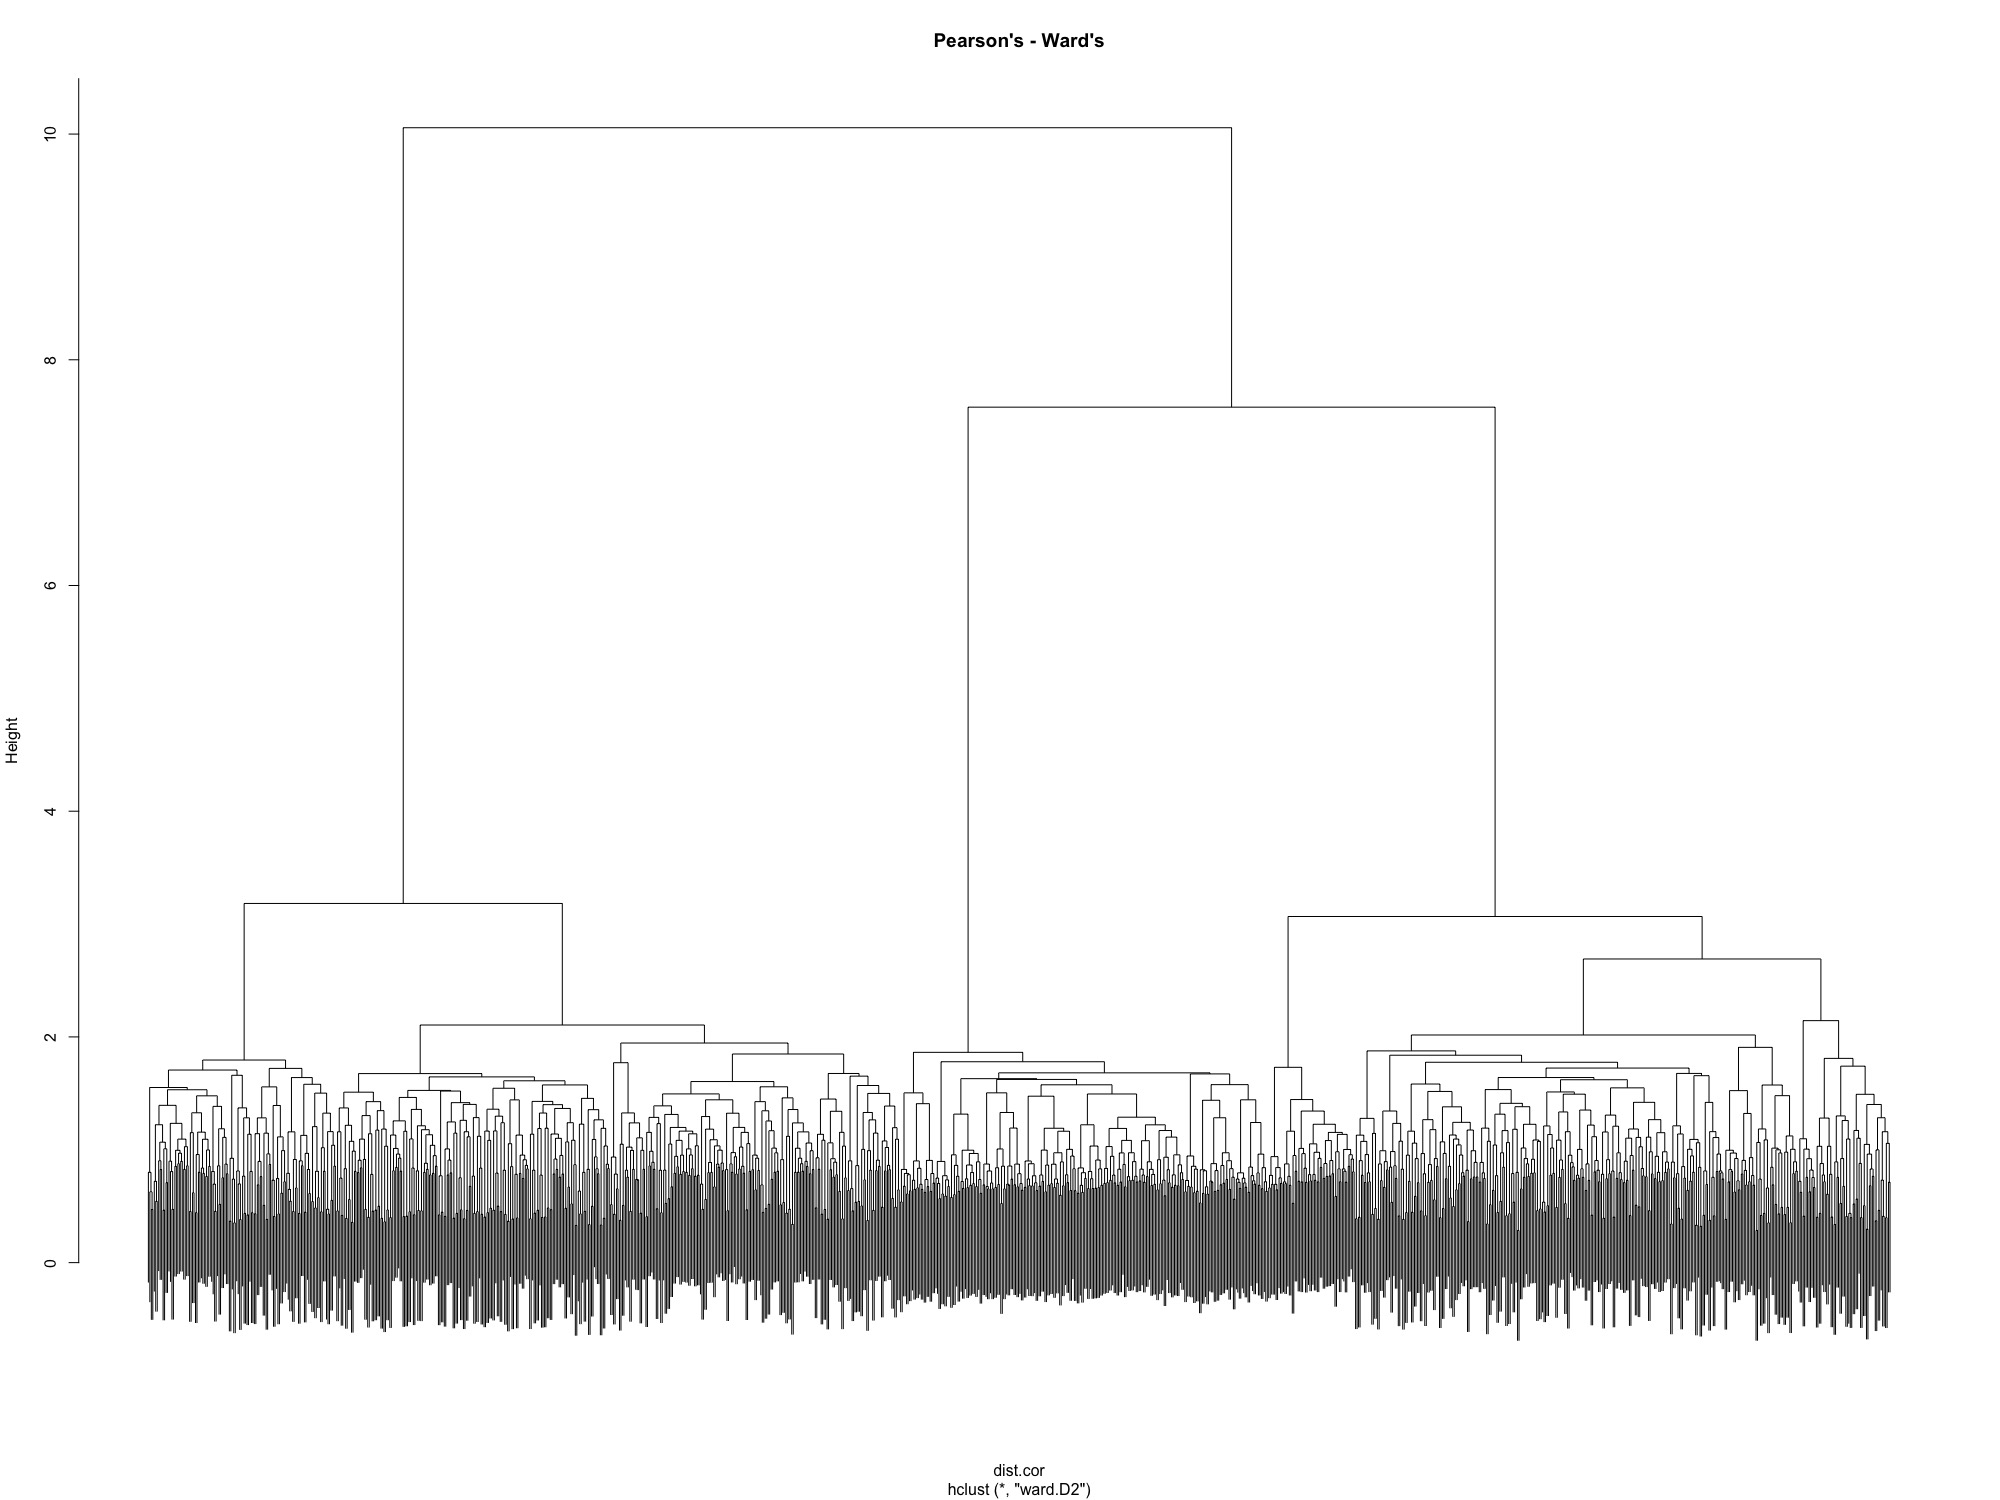 Pearson's - Ward's
10
8
6
4
2
0
Height
dist.cor
hclust (*, "ward.D2")